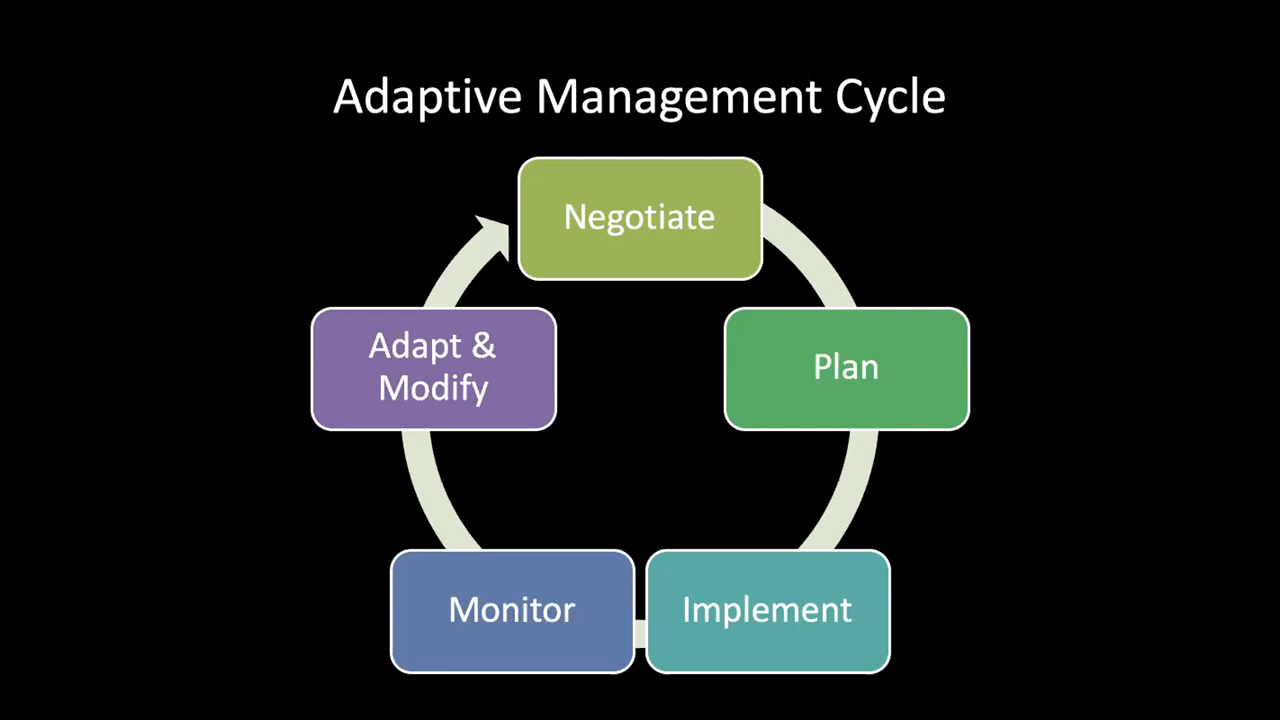 Adaptive Management Cycle
Negotiate
Plan
Implement
Monitor
Adapt &
Modify